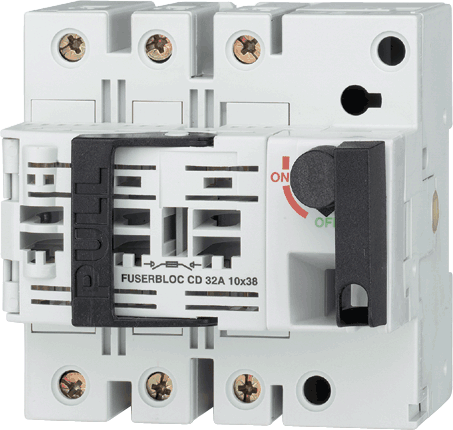 PULL
ON
OFF
FUSERBLOC CD 32A 10x38